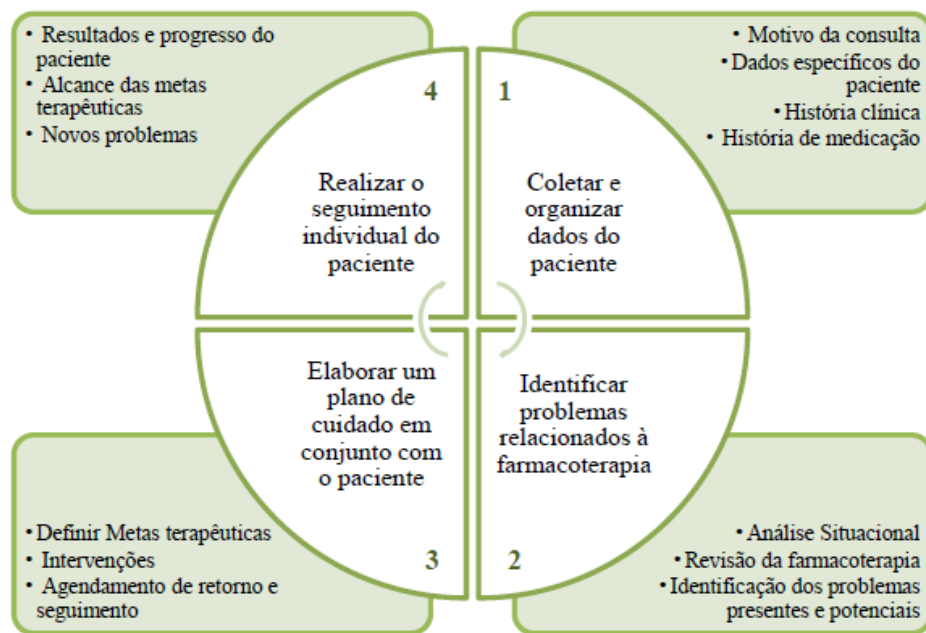 • Resultados e progresso do
paciente
• Alcance das metas
terapêuticas
• Novos problemas
4
Realizar o
seguimento
individual do
paciente
1
Coletar e
organizar
dados do
paciente
• Motivo da consulta
• Dados específicos do
paciente
• História clínica
• História de medicação
Elaborar um
plano de
cuidado em
conjunto com
o paciente
3
• Definir Metas terapêuticas
• Intervenções
• Agendamento de retorno e
seguimento
Identificar
problemas
relacionados à
farmacoterapia
2
• Análise Situacional
• Revisão da farmacoterapia
• Identificação dos problemas
presentes e potenciais